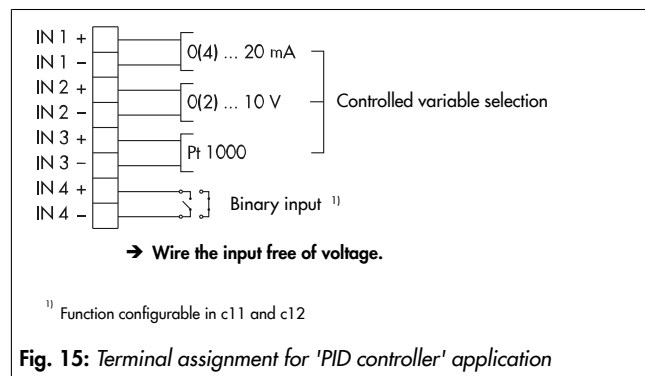 IN 1 +
0(4) ... 20 mA
IN 1 –
IN 2 +
0(2) ... 10 V
Controlled variable selection
IN 2 –
IN 3 +
Pt 1000
IN 3 –
IN 4 +
Binary input 1)
IN 4 –
➔ Wire the input free of voltage.
1) Function configurable in c11 and c12
Fig. 15: Terminal assignment for 'PID controller' application